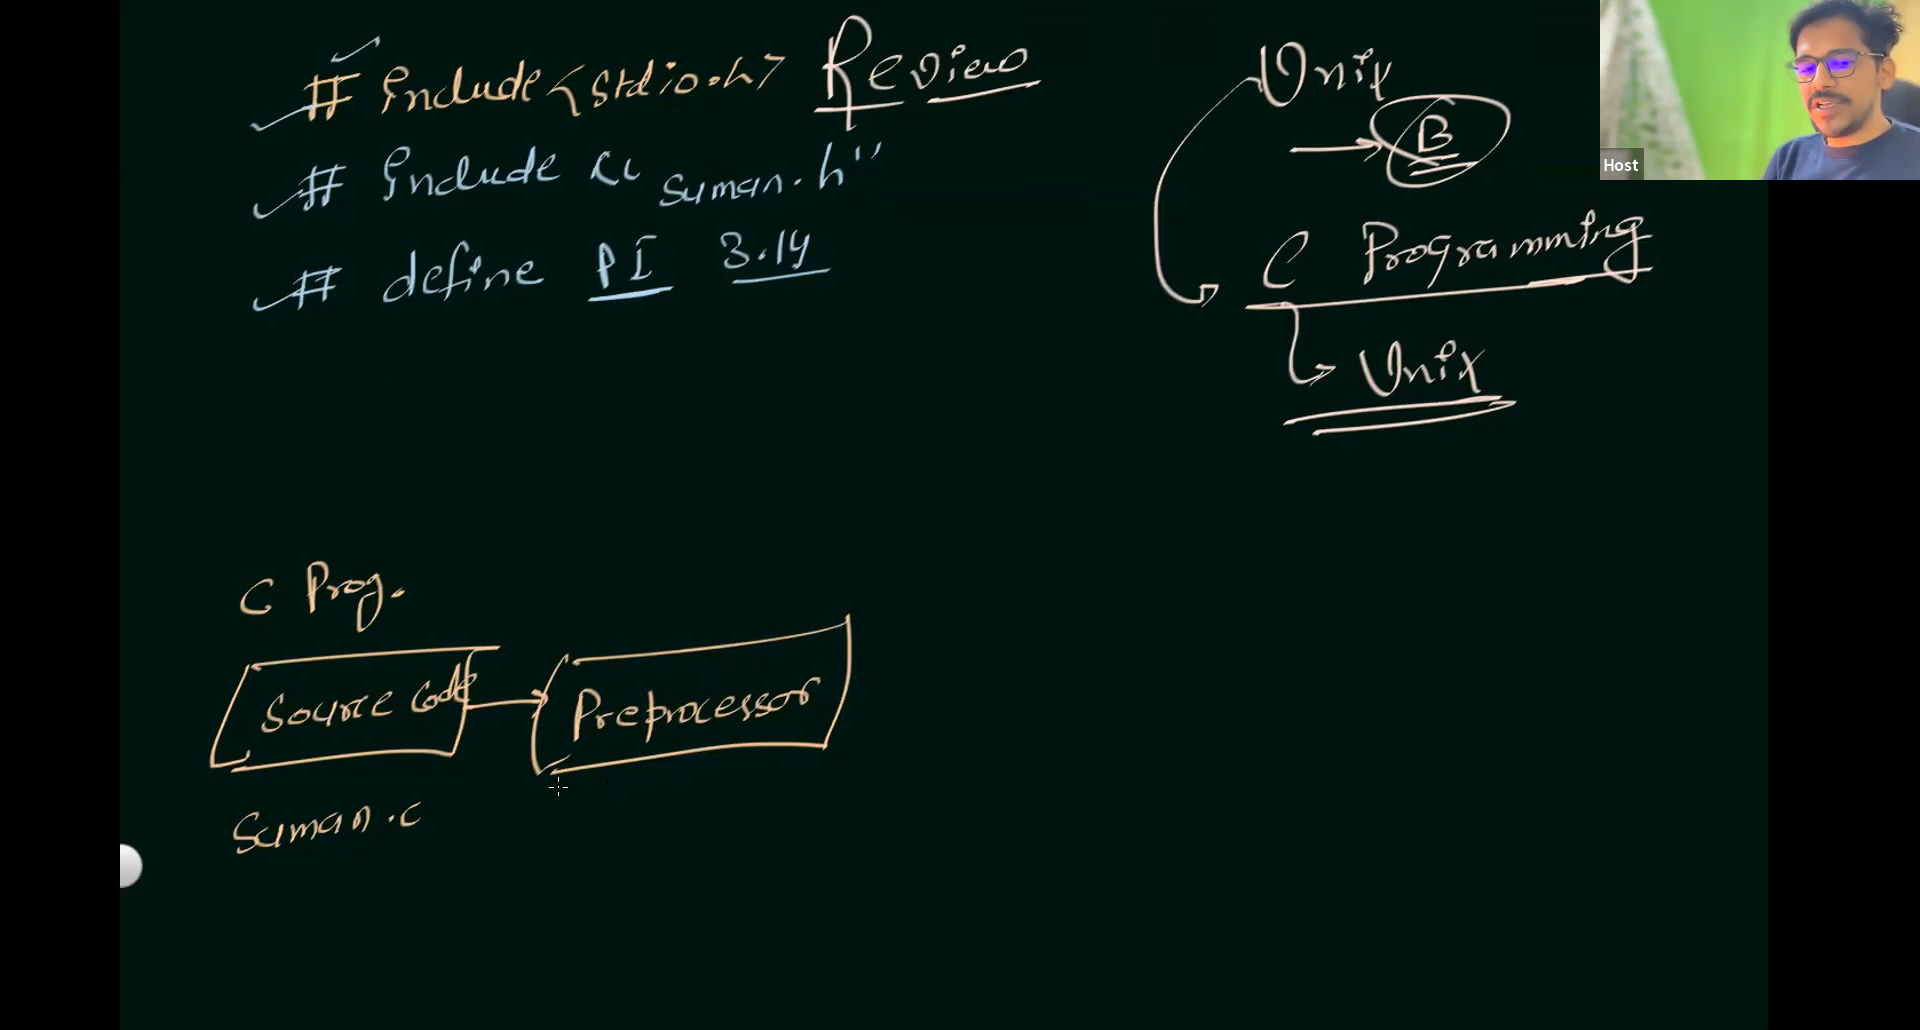 # include <stdio.h> Review
# include "suman.h"
# define PI 3.14
Unix
B
C Programming
Unix
Host
C Prog.
Source Code
Preprocessor
Suman.c